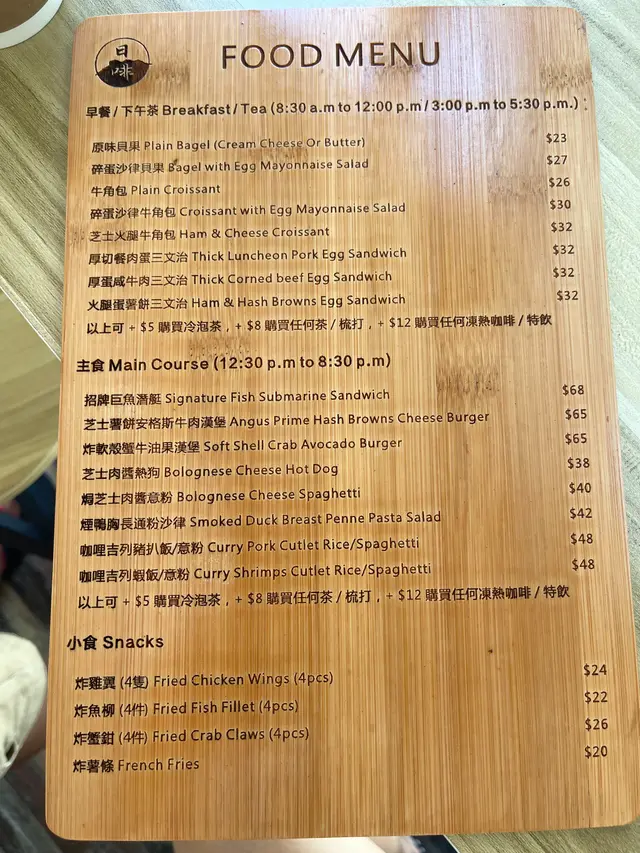 日
啡
FOOD MENU
早餐 / 下午茶 Breakfast / Tea (8:30 a.m to 12:00 p.m / 3:00 p.m to 5:30 p.m.)
原味貝果 Plain Bagel (Cream Cheese Or Butter) $23
碎蛋沙律貝果 Bagel with Egg Mayonnaise Salad $27
牛角包 Plain Croissant $26
碎蛋沙律牛角包 Croissant with Egg Mayonnaise Salad $30
芝士火腿牛角包 Ham & Cheese Croissant $32
厚切餐肉蛋三文治 Thick Luncheon Pork Egg Sandwich $32
厚蛋咸牛肉三文治 Thick Corned beef Egg Sandwich $32
火腿蛋薯餅三文治 Ham & Hash Browns Egg Sandwich $32
以上可 + $5 購買冷泡茶 , + $8 購買任何茶 / 梳打 , + $12 購買任何凍熱咖啡 / 特飲
主食 Main Course (12:30 p.m to 8:30 p.m)
招牌巨魚潛艇 Signature Fish Submarine Sandwich $68
芝士薯餅安格斯牛肉漢堡 Angus Prime Hash Browns Cheese Burger $65
炸軟殼蟹牛油果漢堡 Soft Shell Crab Avocado Burger $65
芝士肉醬熱狗 Bolognese Cheese Hot Dog $38
焗芝士肉醬意粉 Bolognese Cheese Spaghetti $40
煙鴨胸長通粉沙律 Smoked Duck Breast Penne Pasta Salad $42
咖哩吉列豬扒飯/意粉 Curry Pork Cutlet Rice/Spaghetti $48
咖哩吉列蝦飯/意粉 Curry Shrimps Cutlet Rice/Spaghetti $48
以上可 + $5 購買冷泡茶 , + $8 購買任何茶 / 梳打 , + $12 購買任何凍熱咖啡 / 特飲
小食 Snacks
炸雞翼 (4隻) Fried Chicken Wings (4pcs) $24
炸魚柳 (4件) Fried Fish Fillet (4pcs) $22
炸蟹鉗 (4件) Fried Crab Claws (4pcs) $26
炸薯條 French Fries $20